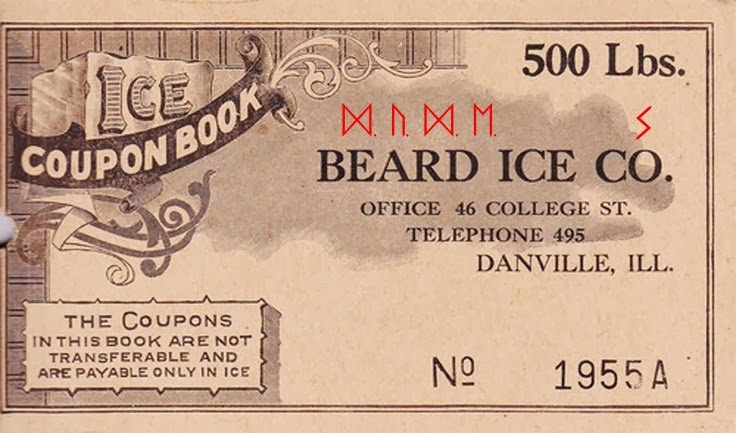 500 Lbs.
ICE
COUPON BOOK
ᛞ. ᚢ. ᛞ. ᛖ. ᛊ
BEARD ICE CO.
OFFICE 46 COLLEGE ST.
TELEPHONE 495
DANVILLE, ILL.
THE COUPONS
IN THIS BOOK ARE NOT
TRANSFERABLE AND
ARE PAYABLE ONLY IN ICE
Nº 1955A